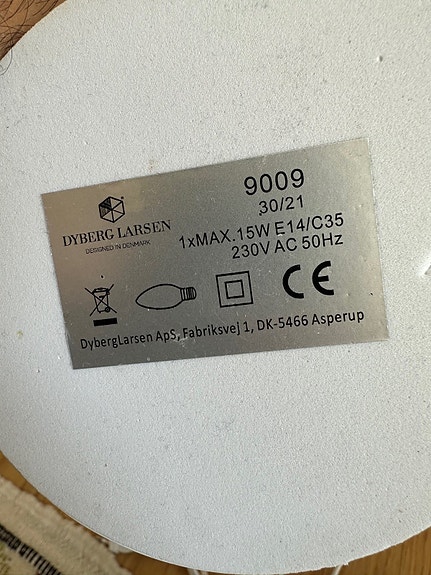 DYBERG LARSEN
DESIGNED IN DENMARK
9009
30/21
1xMAX.15W E14/C35
230V AC 50Hz
CE
DybergLarsen ApS, Fabriksvej 1, DK-5466 Asperup